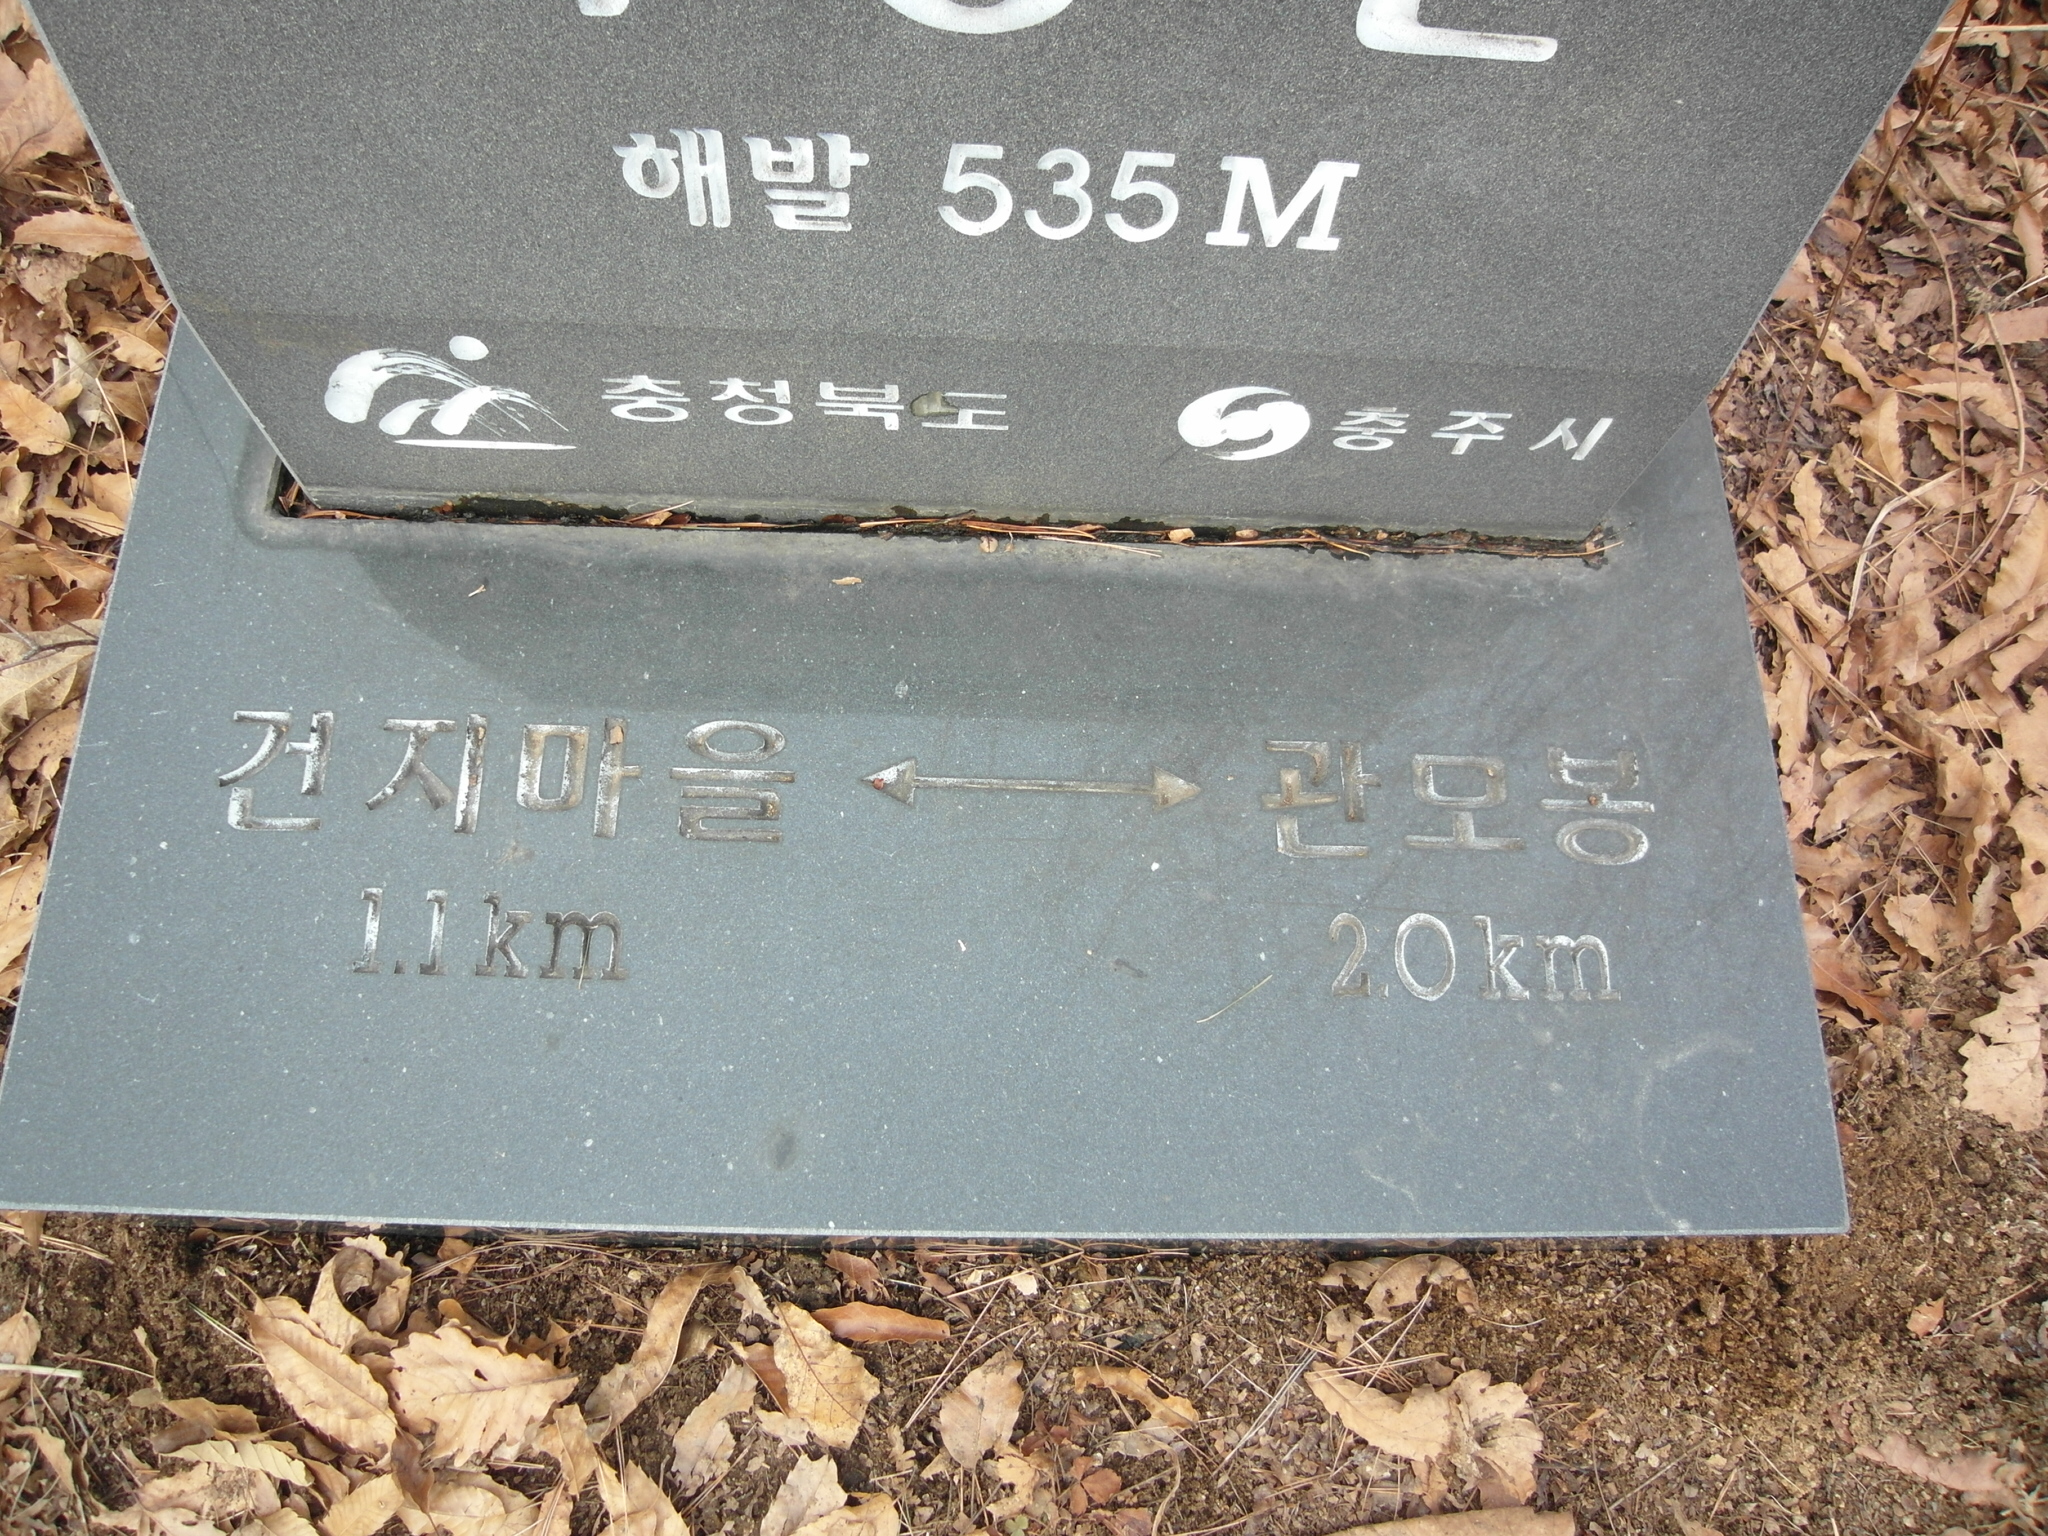 해발 535M
충청북도 충주시
건지마을 ↔ 관모봉
1.1km 2.0km